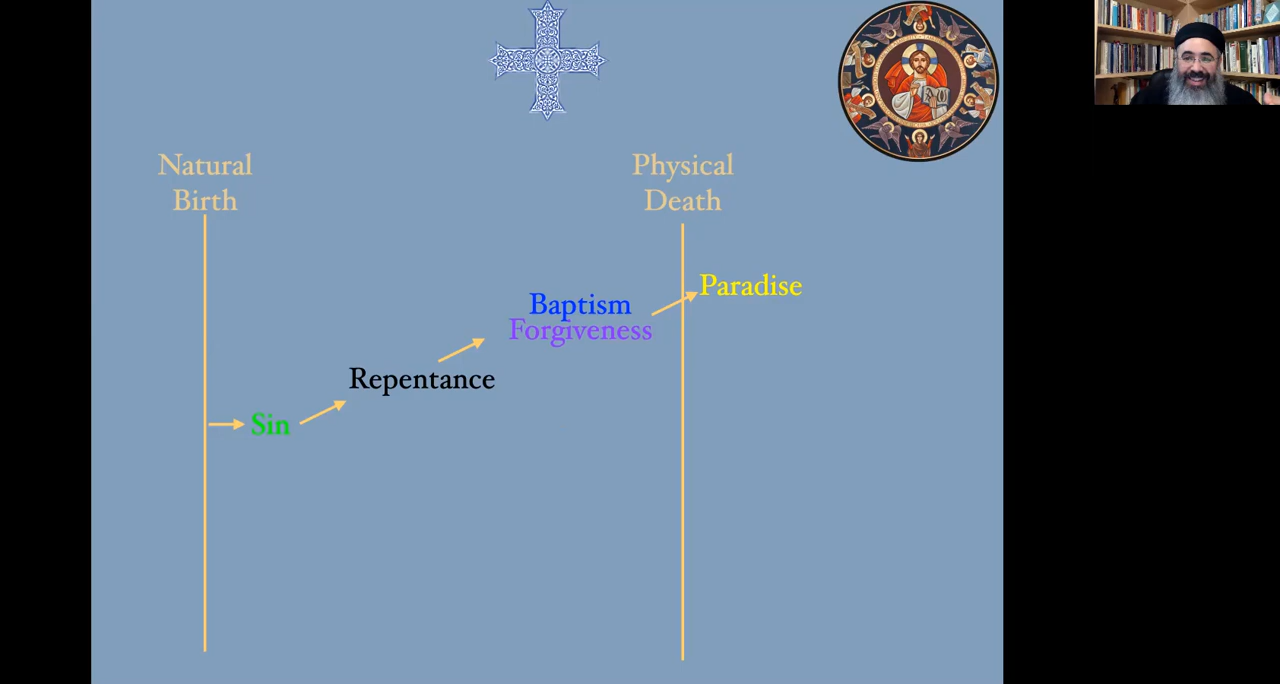 Natural
Birth
Physical
Death
Paradise
Baptism
Forgiveness
Repentance
Sin